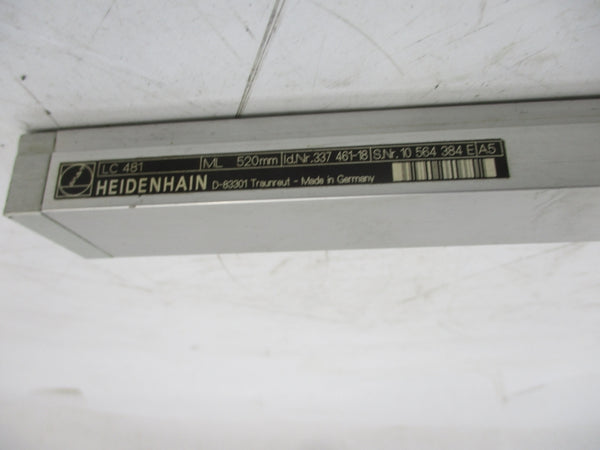 LC 481 ML 520mm Id.Nr. 337 461-18 S.Nr. 10 564 384 E A5
HEIDENHAIN D-83301 Traunreut - Made in Germany